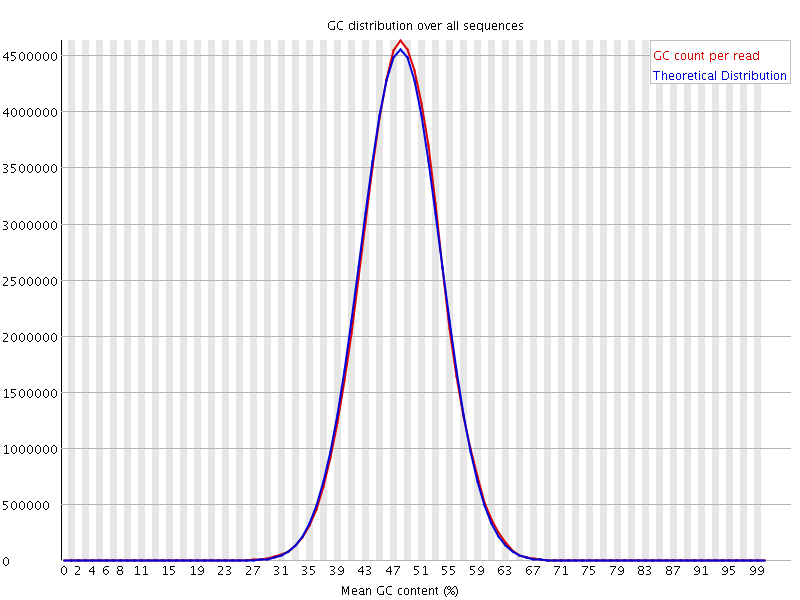 GC distribution over all sequences
GC count per read
Theoretical Distribution
4500000
4000000
3500000
3000000
2500000
2000000
1500000
1000000
500000
0
0 2 4 6 8 11 15 19 23 27 31 35 39 43 47 51 55 59 63 67 71 75 79 83 87 91 95 99
Mean GC content (%)